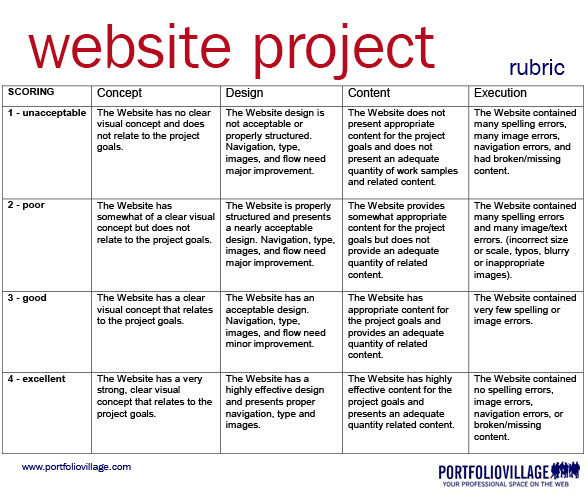 website project
rubric
SCORING
Concept
Design
Content
Execution
1 - unacceptable
The Website has no clear
visual concept and does
not relate to the project
goals.
The Website design is
not acceptable or
properly structured.
Navigation, type,
images, and flow need
major improvement.
The Website does not
present appropriate
content for the project
goals and does not
present an adequate
quantity of work samples
and related content.
The Website contained
many spelling errors,
many image errors,
navigation errors, and
had broken/missing
content.
2 - poor
The Website has
somewhat of a clear visual
concept but does not
relate to the project goals.
The Website is properly
structured and presents
a nearly acceptable
design. Navigation, type,
images, and flow need
major improvement.
The Website provides
somewhat appropriate
content for the project
goals but does not
provide an adequate
quantity of related
content.
The Website contained
many spelling errors
and many image/text
errors. (incorrect size
or scale, typos, blurry
or inappropriate
images).
3 - good
The Website has a clear
visual concept that relates
to the project goals.
The Website has an
acceptable design.
Navigation, type,
images, and flow need
minor improvement.
The Website has
appropriate content for
the project goals and
provides an adequate
quantity of related
content.
The Website contained
very few spelling or
image errors.
4 - excellent
The Website has a very
strong, clear visual
concept that relates to the
project goals.
The Website has a
highly effective design
and presents proper
navigation, type and
images.
The Website has highly
effective content for the
project goals and
presents an adequate
quantity related content.
The Website contained
no spelling errors,
image errors,
navigation errors, or
broken/missing
content.
www.portfoliovillage.com
PORTFOLIOVILLAGE
YOUR PROFESSIONAL SPACE ON THE WEB